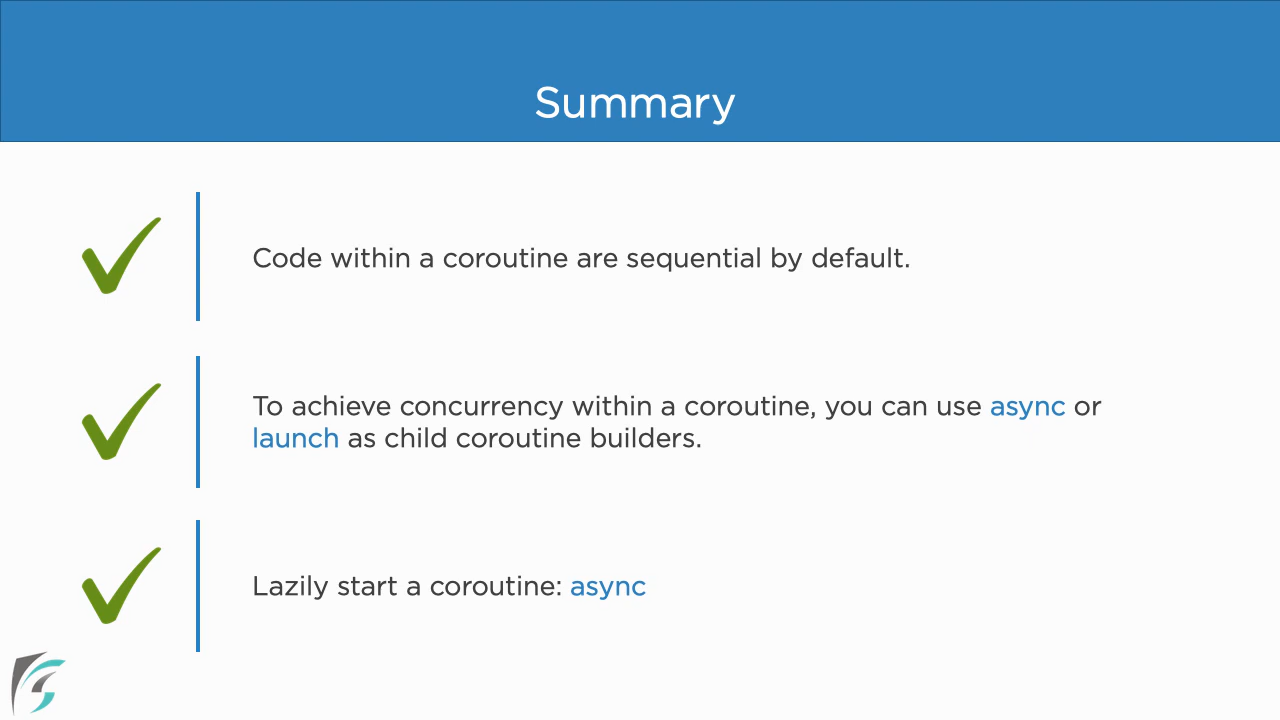 Summary
Code within a coroutine are sequential by default.
To achieve concurrency within a coroutine, you can use async or
launch as child coroutine builders.
Lazily start a coroutine: async